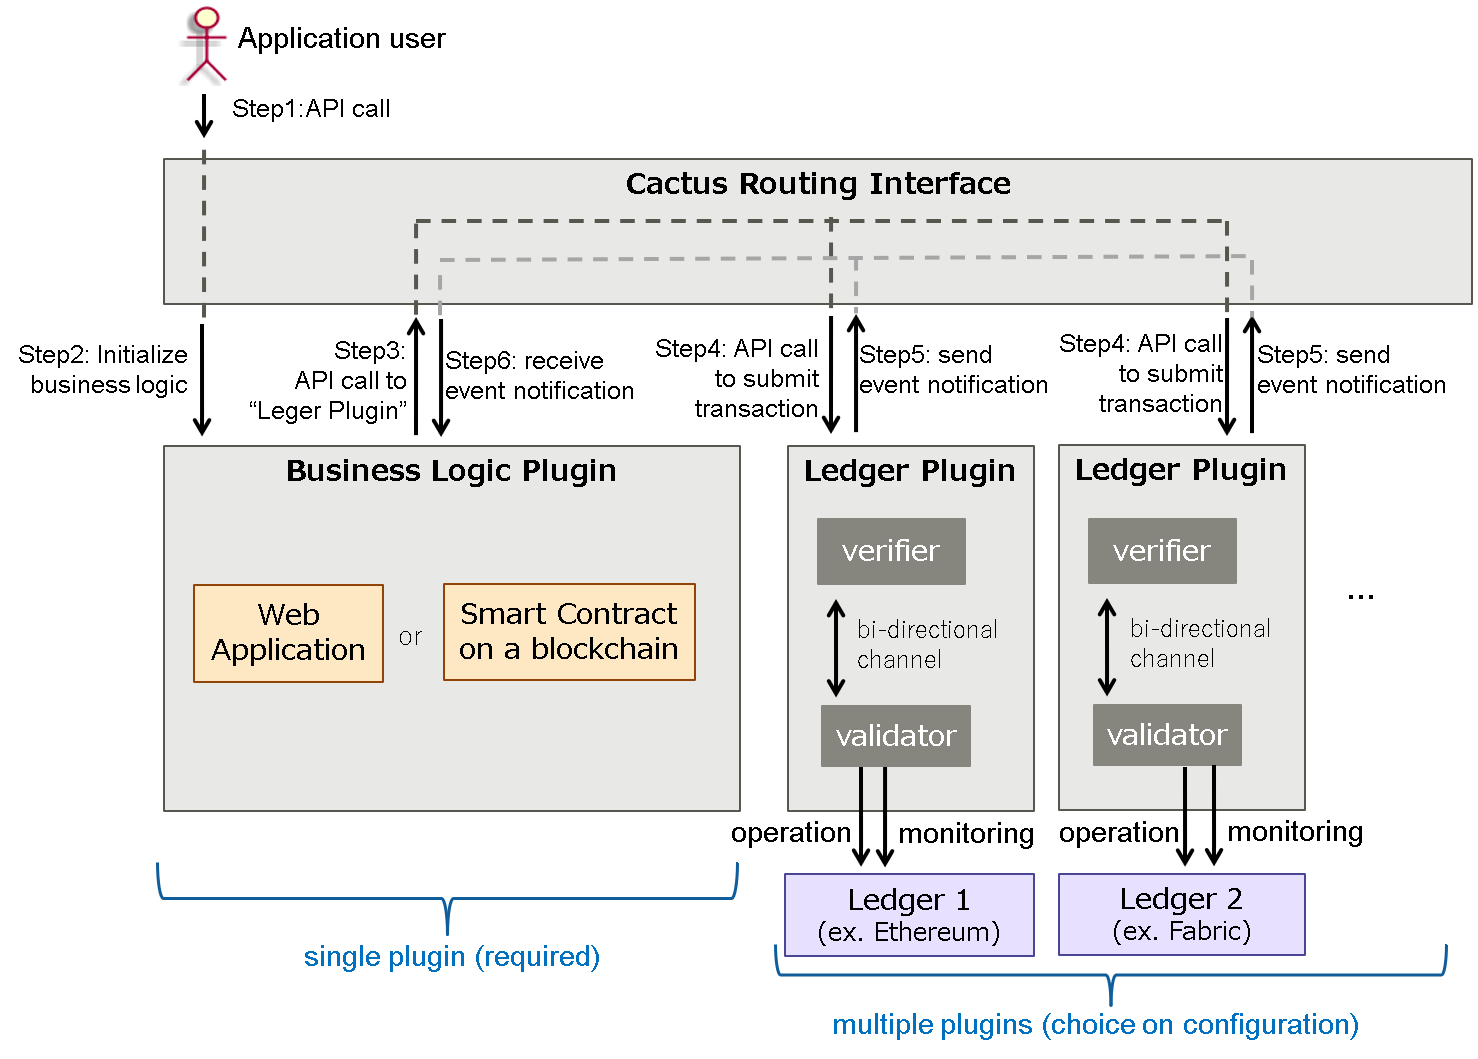 Application user
Step1:API call
Cactus Routing Interface
Step2: Initialize
business logic
Step3:
API call to
“Leger Plugin”
Step6: receive
event notification
Step4: API call
to submit
transaction
Step5: send
event notification
Step4: API call
to submit
transaction
Step5: send
event notification
Business Logic Plugin
Web
Application
or
Smart Contract
on a blockchain
Ledger Plugin
verifier
bi-directional
channel
validator
Ledger Plugin
verifier
bi-directional
channel
validator
...
operation
monitoring
operation
monitoring
Ledger 1
(ex. Ethereum)
Ledger 2
(ex. Fabric)
single plugin (required)
multiple plugins (choice on configuration)